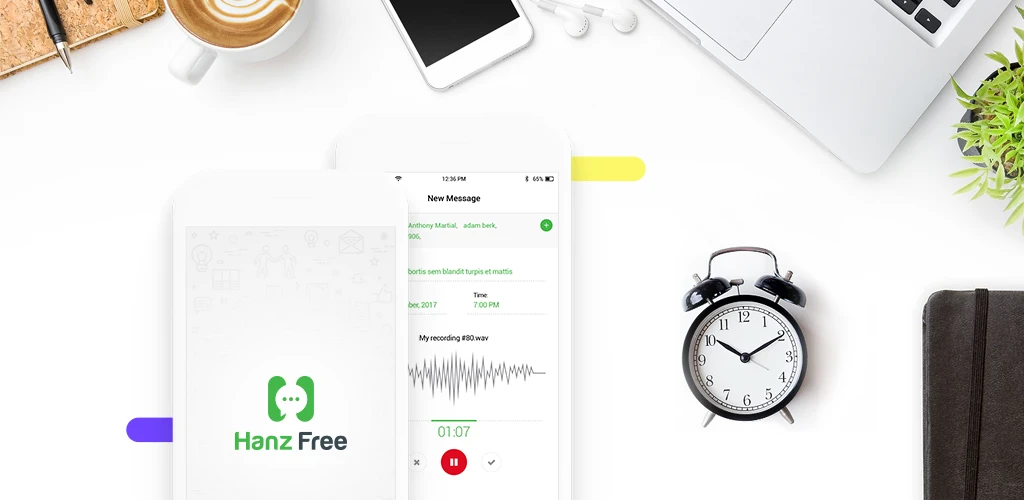 12:36 PM
65%
New Message
Anthony Martial, adam berk,
906,
bortis sem blandit turpis et mattis
Time
ber, 2017
7:00 PM
My recording #80.wav
01:07
Hanz Free
12
1
2
3
4
5
6
7
8
9
10
11